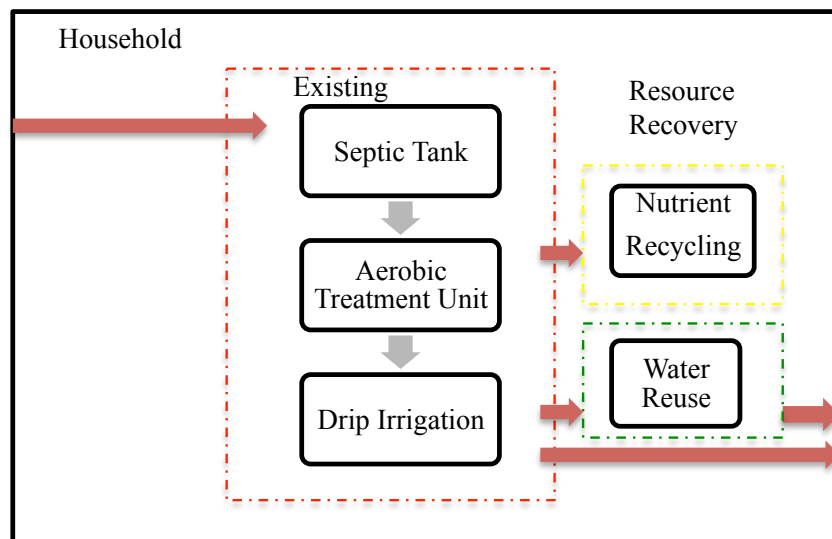 Household
Existing
Septic Tank
Aerobic
Treatment Unit
Drip Irrigation
Resource
Recovery
Nutrient
Recycling
Water
Reuse